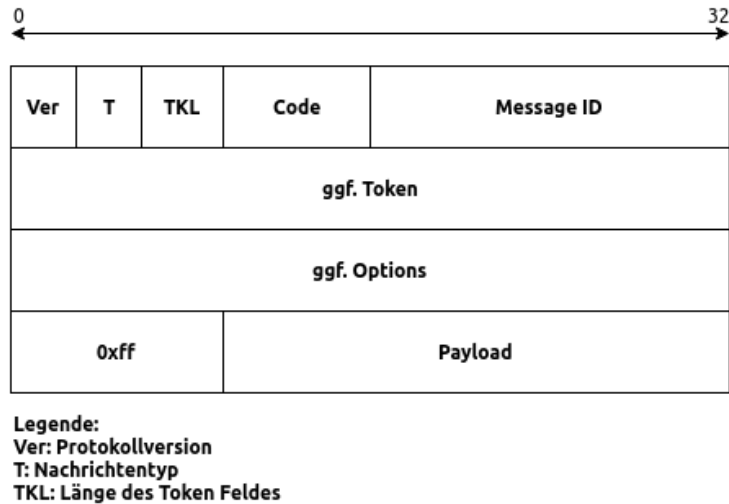 0 32
Ver T TKL Code Message ID
ggf. Token
ggf. Options
0xff Payload
Legende:
Ver: Protokollversion
T: Nachrichtentyp
TKL: Länge des Token Feldes